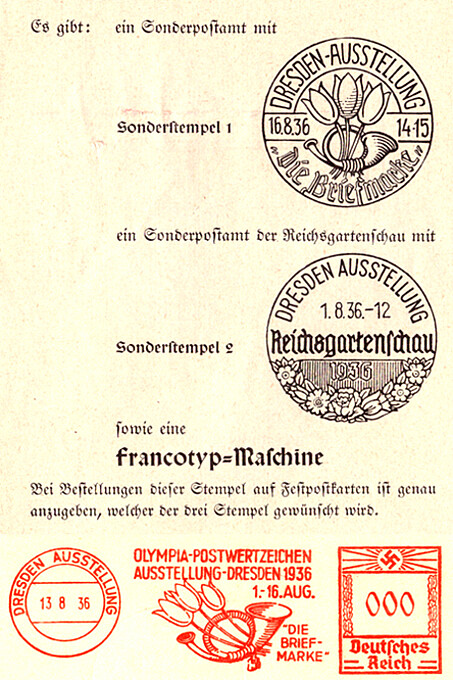 Es gibt: ein Sonderpostamt mit
DRESDEN-AUSSTELLUNG
Sonderstempel 1
16.8.36 14-15
„Die Briefmarke"
ein Sonderpostamt der Reichsgartenschau mit
DRESDEN AUSSTELLUNG
1.8.36.-12
Reichsgartenschau
Sonderstempel 2
1936
sowie eine
Francotyp=Maschine
Bei Bestellungen dieser Stempel auf Festpostkarten ist genau
anzugeben, welcher der drei Stempel gewünscht wird.
DRESDEN AUSSTELLUNG
13 8 36
OLYMPIA-POSTWERTZEICHEN
AUSSTELLUNG-DRESDEN 1936
1.-16. AUG.
"DIE
BRIEF-
MARKE"
000
Deutsches
Reich